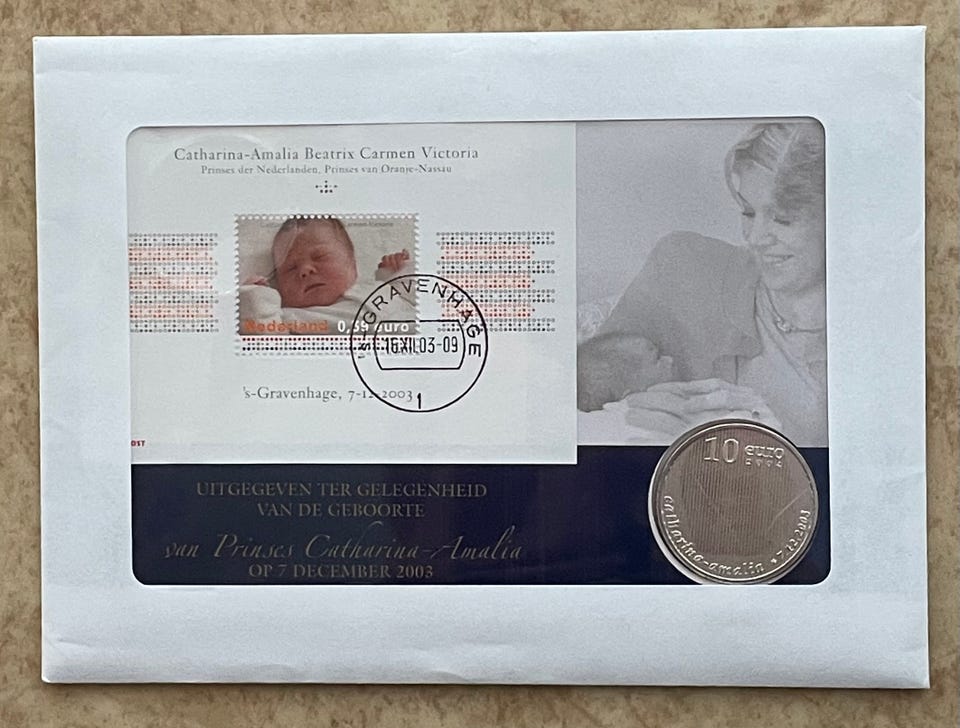 Catharina-Amalia Beatrix Carmen Victoria
Prinses der Nederlanden, Prinses van Oranje-Nassau
Nederland 0,39 euro
's-GRAVENHAGE
15XII.03-09
1
's-Gravenhage, 7-12-2003
OST
UITGEGEVEN TER GELEGENHEID
VAN DE GEBOORTE
van Prinses Catharina-Amalia
OP 7 DECEMBER 2003
10 euro
2004
catharina-amalia • 7.12.2003